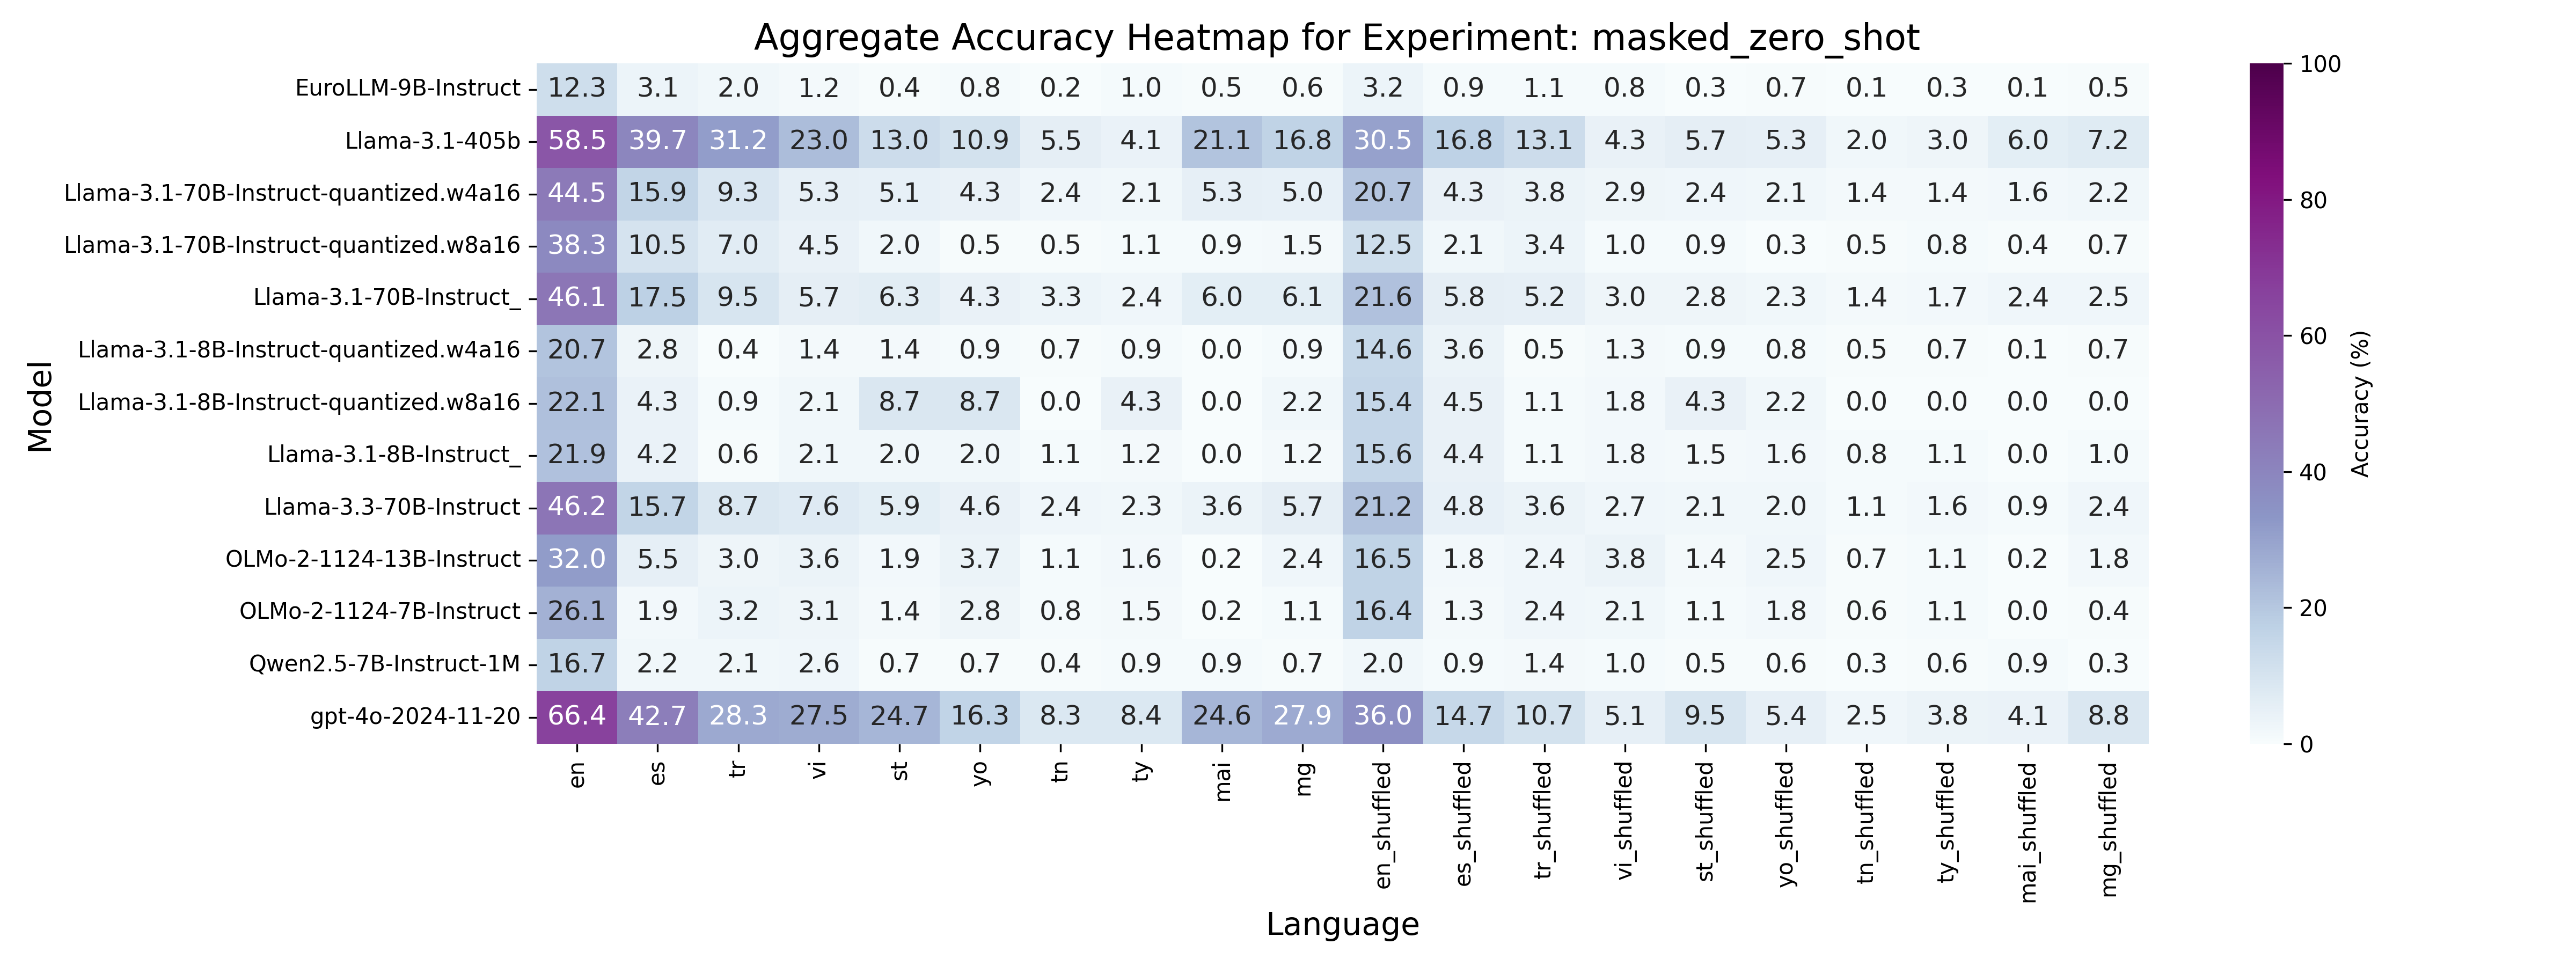 Aggregate Accuracy Heatmap for Experiment: masked_zero_shot
Model
EuroLLM-9B-Instruct 12.3 3.1 2.0 1.2 0.4 0.8 0.2 1.0 0.5 0.6 3.2 0.9 1.1 0.8 0.3 0.7 0.1 0.3 0.1 0.5
Llama-3.1-405b 58.5 39.7 31.2 23.0 13.0 10.9 5.5 4.1 21.1 16.8 30.5 16.8 13.1 4.3 5.7 5.3 2.0 3.0 6.0 7.2
Llama-3.1-70B-Instruct-quantized.w4a16 44.5 15.9 9.3 5.3 5.1 4.3 2.4 2.1 5.3 5.0 20.7 4.3 3.8 2.9 2.4 2.1 1.4 1.4 1.6 2.2
Llama-3.1-70B-Instruct-quantized.w8a16 38.3 10.5 7.0 4.5 2.0 0.5 0.5 1.1 0.9 1.5 12.5 2.1 3.4 1.0 0.9 0.3 0.5 0.8 0.4 0.7
Llama-3.1-70B-Instruct_ 46.1 17.5 9.5 5.7 6.3 4.3 3.3 2.4 6.0 6.1 21.6 5.8 5.2 3.0 2.8 2.3 1.4 1.7 2.4 2.5
Llama-3.1-8B-Instruct-quantized.w4a16 20.7 2.8 0.4 1.4 1.4 0.9 0.7 0.9 0.0 0.9 14.6 3.6 0.5 1.3 0.9 0.8 0.5 0.7 0.1 0.7
Llama-3.1-8B-Instruct-quantized.w8a16 22.1 4.3 0.9 2.1 8.7 8.7 0.0 4.3 0.0 2.2 15.4 4.5 1.1 1.8 4.3 2.2 0.0 0.0 0.0 0.0
Llama-3.1-8B-Instruct_ 21.9 4.2 0.6 2.1 2.0 2.0 1.1 1.2 0.0 1.2 15.6 4.4 1.1 1.8 1.5 1.6 0.8 1.1 0.0 1.0
Llama-3.3-70B-Instruct 46.2 15.7 8.7 7.6 5.9 4.6 2.4 2.3 3.6 5.7 21.2 4.8 3.6 2.7 2.1 2.0 1.1 1.6 0.9 2.4
OLMo-2-1124-13B-Instruct 32.0 5.5 3.0 3.6 1.9 3.7 1.1 1.6 0.2 2.4 16.5 1.8 2.4 3.8 1.4 2.5 0.7 1.1 0.2 1.8
OLMo-2-1124-7B-Instruct 26.1 1.9 3.2 3.1 1.4 2.8 0.8 1.5 0.2 1.1 16.4 1.3 2.4 2.1 1.1 1.8 0.6 1.1 0.0 0.4
Qwen2.5-7B-Instruct-1M 16.7 2.2 2.1 2.6 0.7 0.7 0.4 0.9 0.9 0.7 2.0 0.9 1.4 1.0 0.5 0.6 0.3 0.6 0.9 0.3
gpt-4o-2024-11-20 66.4 42.7 28.3 27.5 24.7 16.3 8.3 8.4 24.6 27.9 36.0 14.7 10.7 5.1 9.5 5.4 2.5 3.8 4.1 8.8
en es tr vi st yo tn ty mai mg en_shuffled es_shuffled tr_shuffled vi_shuffled st_shuffled yo_shuffled tn_shuffled ty_shuffled mai_shuffled mg_shuffled
Language
100
80
60
40
20
0
Accuracy (%)